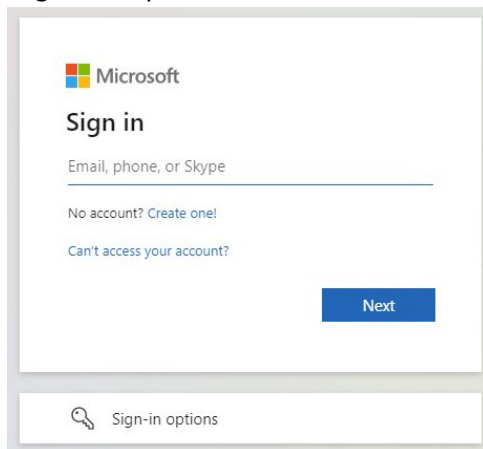 Microsoft
Sign in
Email, phone, or Skype
No account? Create one!
Can't access your account?
Next
Sign-in options